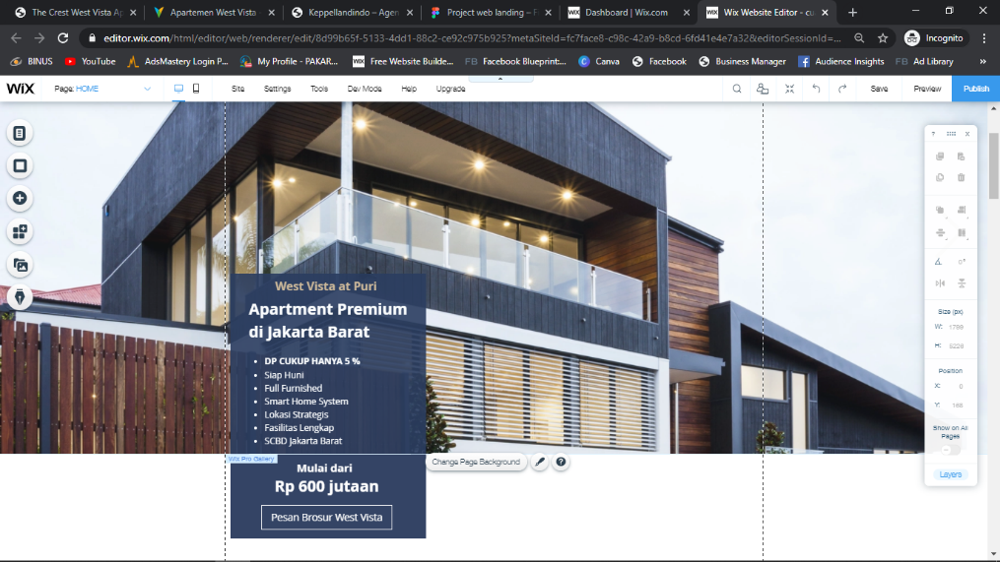 The Crest West Vista Ap
Apartemen West Vista
Keppellandindo – Agen
Project web landing – F
Dashboard | Wix.com
Wix Website Editor - cu
editor.wix.com/html/editor/web/renderer/edit/8d99b65f-5133-4dd1-88c2-ce92c975b925?metaSiteId=fc7face8-c98c-42a9-b8cd-6fd41e4e7a32&editorSessionId=...
Incognito
BINUS
YouTube
AdsMastery Login P...
My Profile - PAKAR...
WIX Free Website Builde...
FB Facebook Blueprint:...
Canva
Facebook
Business Manager
Audience Insights
FB Ad Library
WiX
Page: HOME
Site
Settings
Tools
Dev Mode
Help
Upgrade
Save
Preview
Publish
West Vista at Puri
Apartment Premium
di Jakarta Barat
• DP CUKUP HANYA 5 %
• Siap Huni
• Full Furnished
• Smart Home System
• Lokasi Strategis
• Fasilitas Lengkap
• SCBD Jakarta Barat
Wix Pro Gallery
Mulai dari
Rp 600 jutaan
Pesan Brosur West Vista
Change Page Background
Size (px)
W:
H:
Position
X: 0
Y: 168
Show on All
Pages
Layers